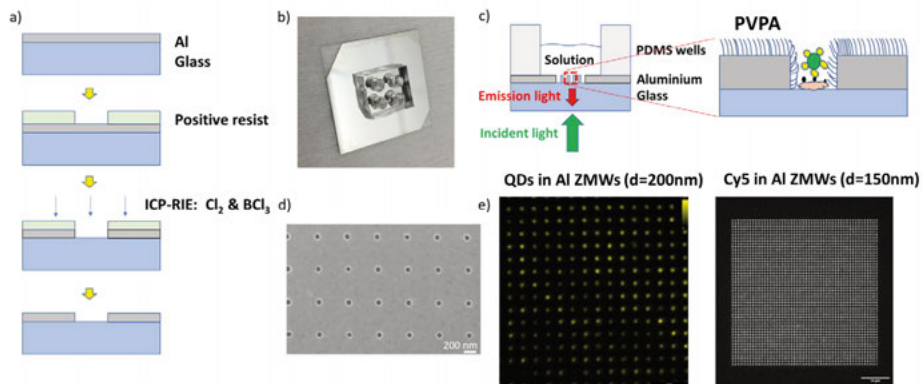 a)
Al
Glass
Positive resist
ICP-RIE: Cl₂ & BCl₃
b)
c)
PDMS wells
Solution
Aluminium
Glass
Emission light
Incident light
PVPA
d)
200 nm
e)
QDs in Al ZMWs (d=200nm)
Cy5 in Al ZMWs (d=150nm)